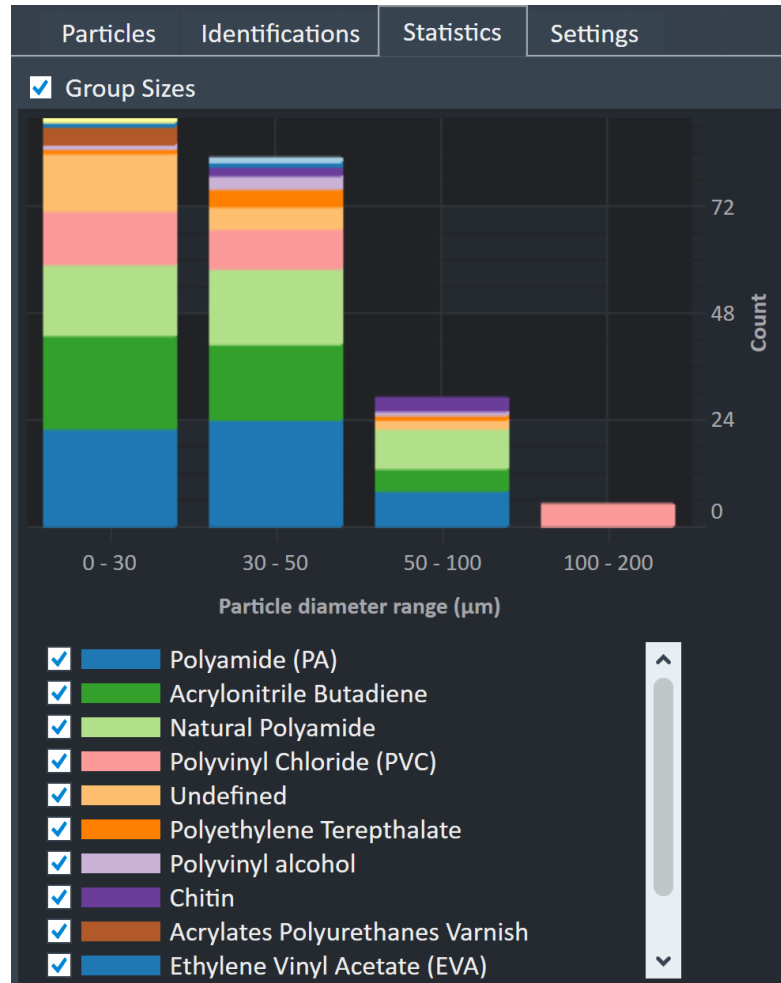 Particles Identifications Statistics Settings
Group Sizes
72
48
24
0
Count
0 - 30 30 - 50 50 - 100 100 - 200
Particle diameter range (µm)
Polyamide (PA)
Acrylonitrile Butadiene
Natural Polyamide
Polyvinyl Chloride (PVC)
Undefined
Polyethylene Terepthalate
Polyvinyl alcohol
Chitin
Acrylates Polyurethanes Varnish
Ethylene Vinyl Acetate (EVA)